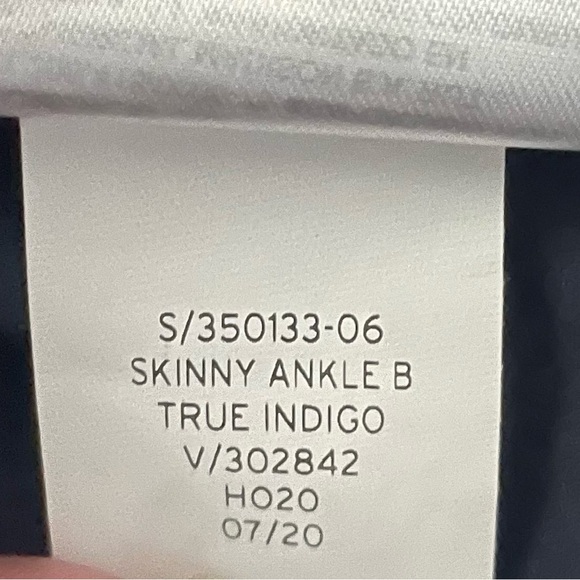 S/350133-06
SKINNY ANKLE B
TRUE INDIGO
V/302842
HO20
07/20